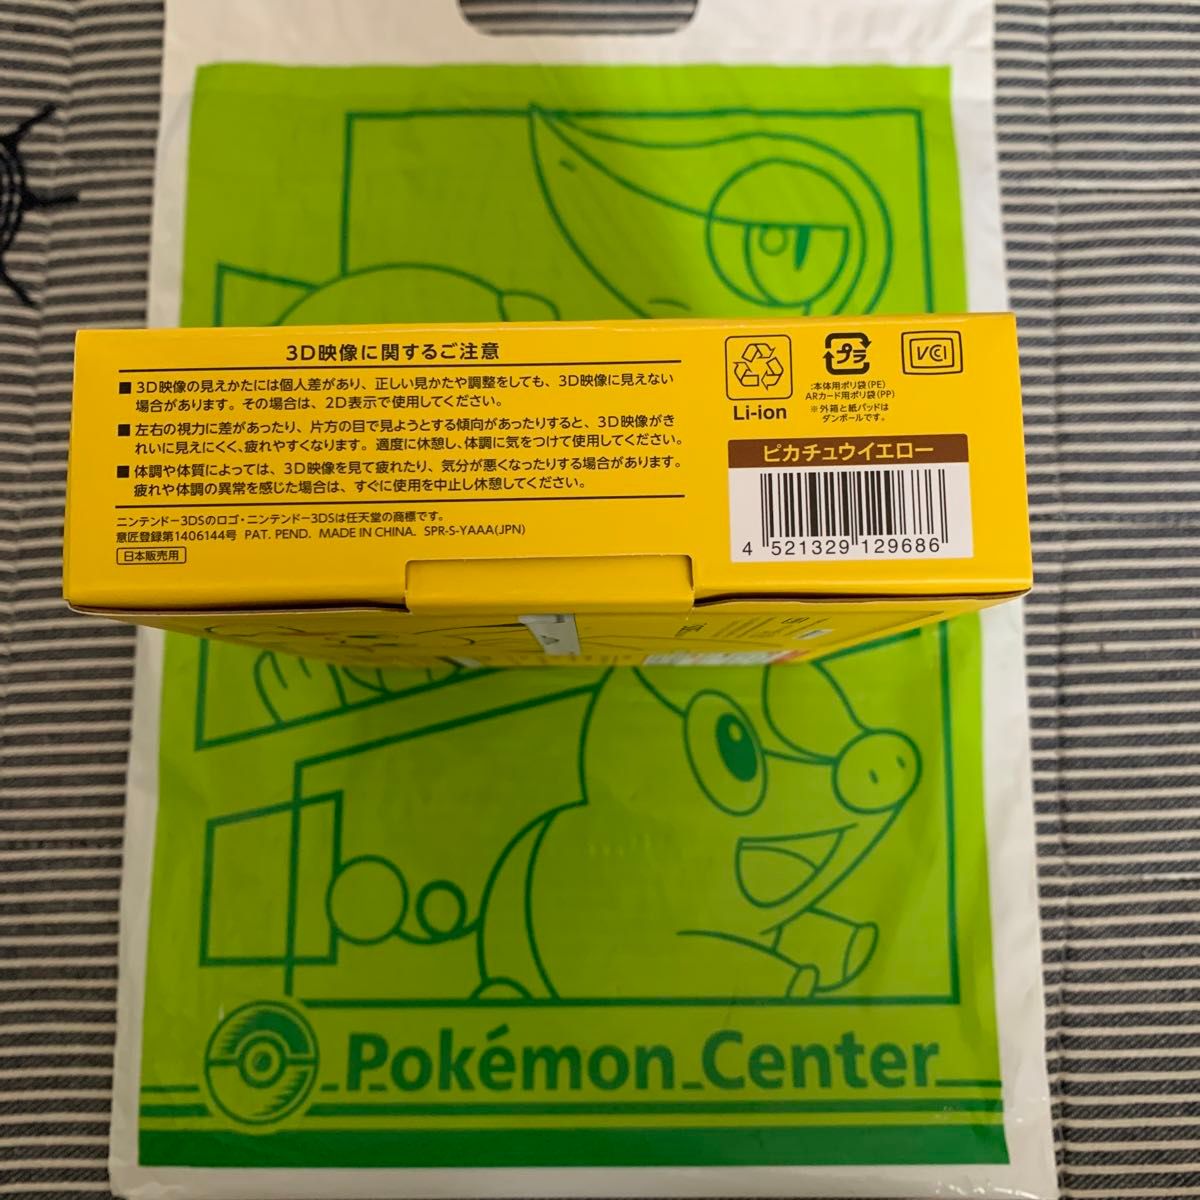 3D映像に関するご注意
■ 3D映像の見えかたには個人差があり、正しい見かたや調整をしても、3D映像に見えない
場合があります。その場合は、2D表示で使用してください。
■ 左右の視力に差があったり、片方の目で見ようとする傾向があったりすると、3D映像がき
れいに見えにくく、疲れやすくなります。適度に休憩し、体調に気をつけて使用してください。
■ 体調や体質によっては、3D映像を見て疲れたり、気分が悪くなったりする場合があります。
疲れや体調の異常を感じた場合は、すぐに使用を中止し休憩してください。
ニンテンドー3DSのロゴ・ニンテンドー3DSは任天堂の商標です。
意匠登録第1406144号 PAT. PEND. MADE IN CHINA. SPR-S-YAAA(JPN)
日本販売用
Li-ion
プラ
:本体用ポリ袋(PE)
ARカード用ポリ袋(PP)
※外箱と紙パッドは
ダンボールです。
VCCI
ピカチュウイエロー
4 521329 129686
Pokémon Center